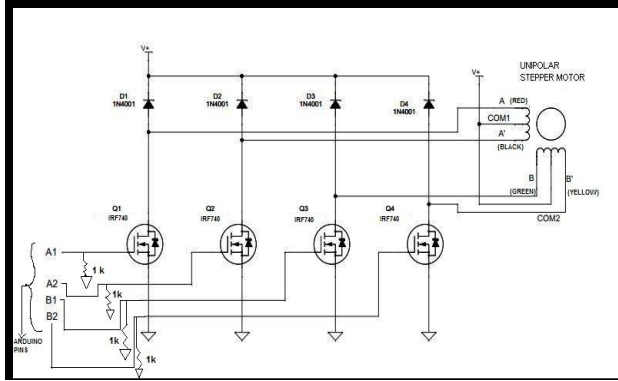 V+
UNIPOLAR
STEPPER MOTOR
V+
D1
1N4001
D2
1N4001
D3
1N4001
D4
1N4001
A (RED)
COM1
A'
(BLACK)
B
(GREEN)
B'
(YELLOW)
COM2
Q1
IRF740
Q2
IRF740
Q3
IRF740
Q4
IRF740
A1
1 k
A2
1k
B1
B2
1k
1k
ARDUINO
PINS